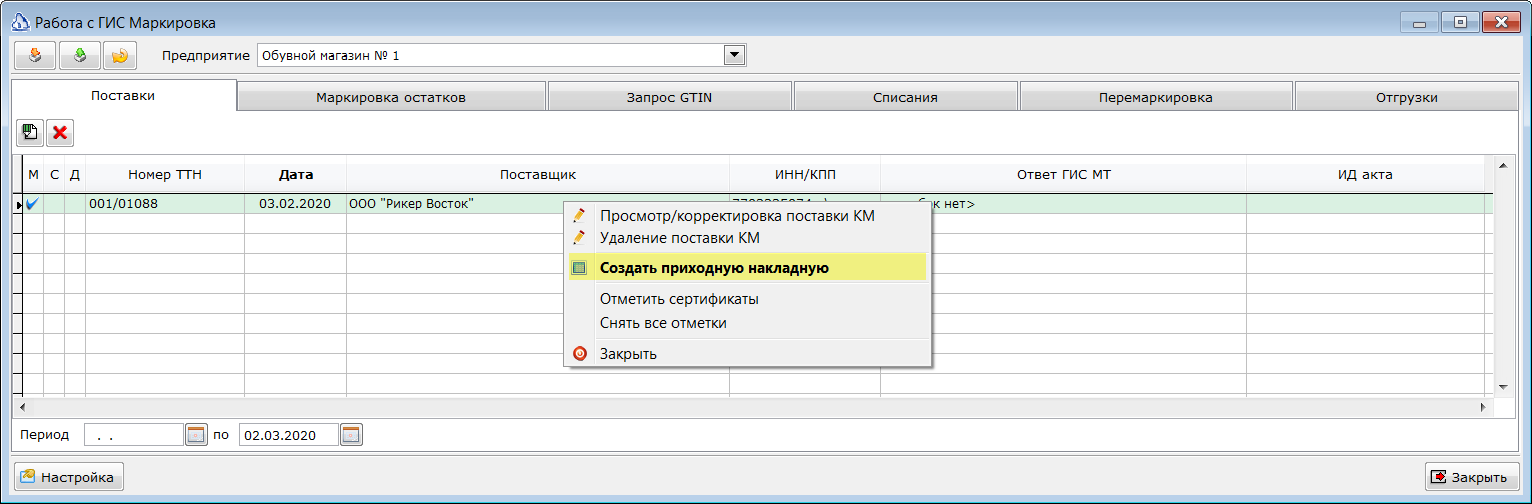 Работа с ГИС Маркировка
Предприятие Обувной магазин № 1
Поставки Маркировка остатков Запрос GTIN Списания Перемаркировка Отгрузки
М С Д Номер ТТН Дата Поставщик ИНН/КПП Ответ ГИС МТ ИД акта
001/01088 03.02.2020 ООО "Рикер Восток" нет>
Просмотр/корректировка поставки КМ
Удаление поставки КМ
Создать приходную накладную
Отметить сертификаты
Снять все отметки
Закрыть
Период . . по 02.03.2020
Настройка Закрыть